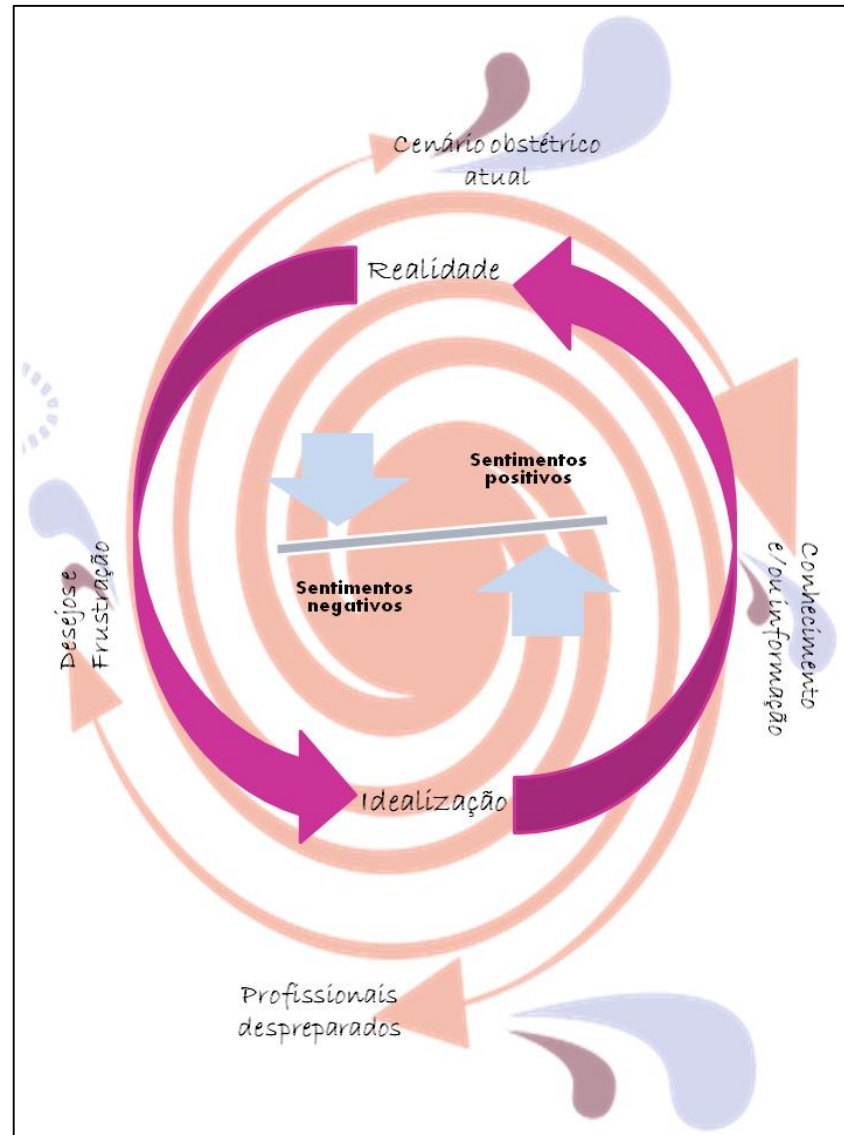 Cenário obstétrico
atual
Realidade
Sentimentos
positivos
Sentimentos
negativos
Desejos e
Frustração
Conhecimento
e/ou informação
Idealização
Profissionais
despreparados